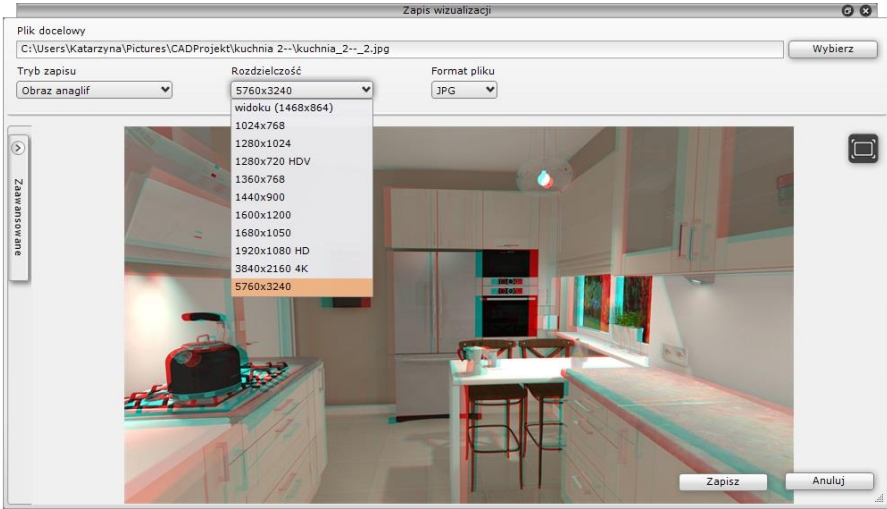 Zapis wizualizacji
Plik docelowy
C:\Users\Katarzyna\Pictures\CADProjekt\kuchnia 2--\kuchnia_2--_2.jpg
Wybierz
Tryb zapisu
Rozdzielczość
Format pliku
Obraz anaglif
5760x3240
JPG
widoku (1468x864)
1024x768
1280x1024
1280x720 HDV
1360x768
1440x900
1600x1200
1680x1050
1920x1080 HD
3840x2160 4K
5760x3240
Zaawansowane
Zapisz
Anuluj